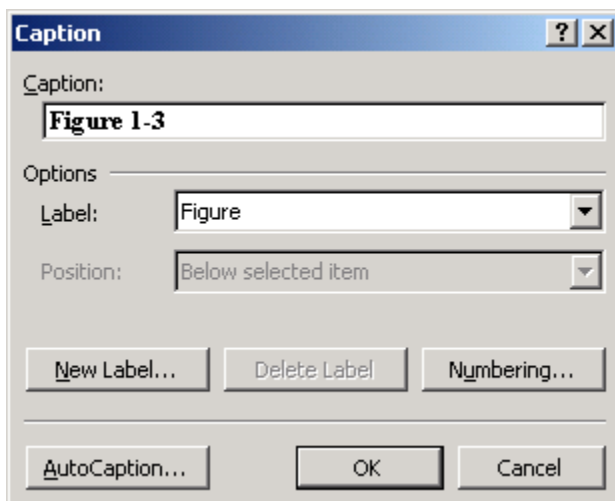 Caption
Caption:
Figure 1-3
Options
Label: Figure
Position: Below selected item
New Label... Delete Label Numbering...
AutoCaption... OK Cancel